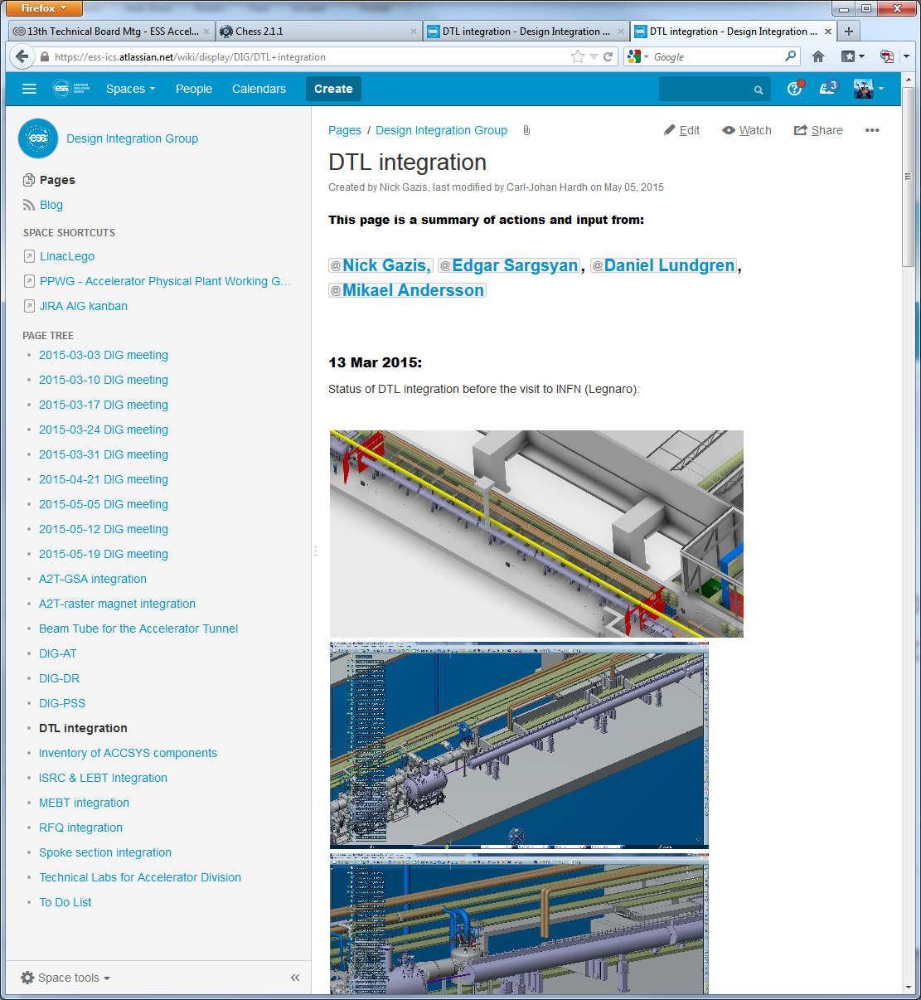 Firefox
13th Technical Board Mtg - ESS Accel...
Chess 2.1.1
DTL integration - Design Integration ...
DTL integration - Design Integration ...
https://ess-ics.atlassian.net/wiki/display/DIG/DTL+integration
Google
ess
EUROPEAN SPALLATION SOURCE
Spaces
People
Calendars
Create
3
ess
Design Integration Group
Pages
Blog
SPACE SHORTCUTS
LinacLego
PPWG - Accelerator Physical Plant Working G...
JIRA AIG kanban
PAGE TREE
2015-03-03 DIG meeting
2015-03-10 DIG meeting
2015-03-17 DIG meeting
2015-03-24 DIG meeting
2015-03-31 DIG meeting
2015-04-21 DIG meeting
2015-05-05 DIG meeting
2015-05-12 DIG meeting
2015-05-19 DIG meeting
A2T-GSA integration
A2T-raster magnet integration
Beam Tube for the Accelerator Tunnel
DIG-AT
DIG-DR
DIG-PSS
DTL integration
Inventory of ACCSYS components
ISRC & LEBT Integration
MEBT integration
RFQ integration
Spoke section integration
Technical Labs for Accelerator Division
To Do List
Space tools
Pages / Design Integration Group
Edit
Watch
Share
DTL integration
Created by Nick Gazis, last modified by Carl-Johan Hardh on May 05, 2015
This page is a summary of actions and input from:
@Nick Gazis, @Edgar Sargsyan, @Daniel Lundgren,
@Mikael Andersson
13 Mar 2015:
Status of DTL integration before the visit to INFN (Legnaro):